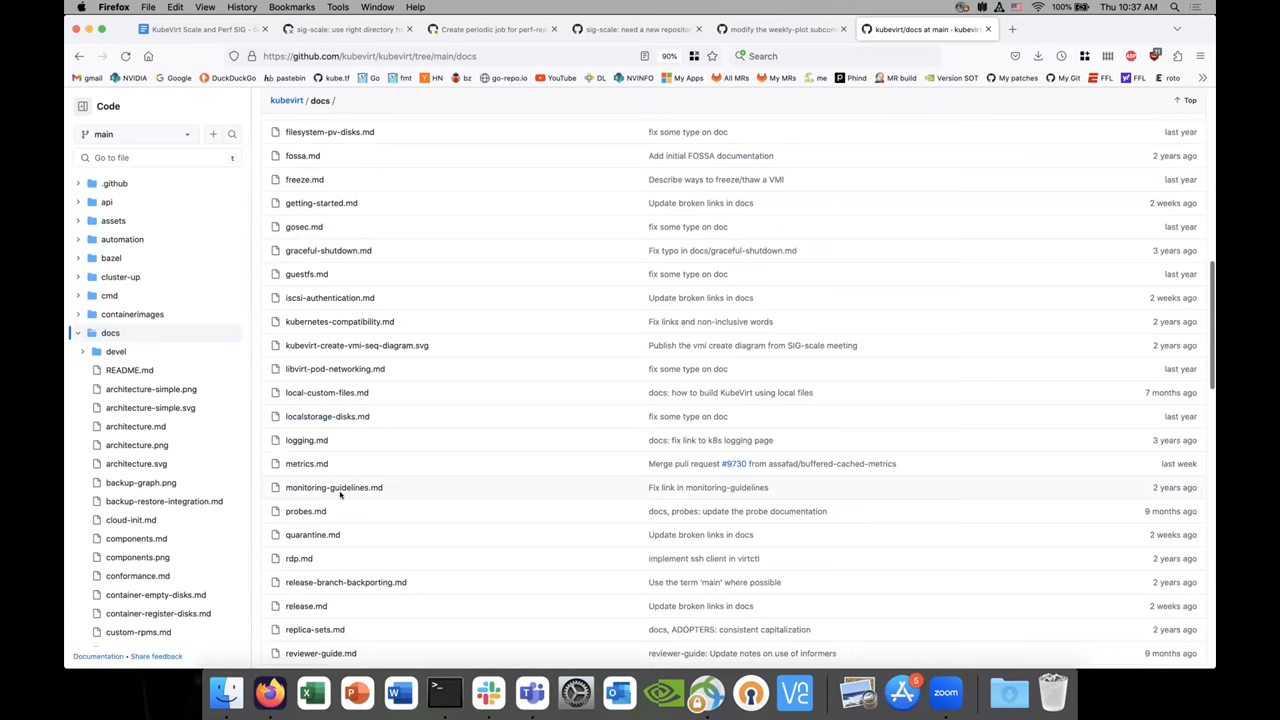 Firefox File Edit View History Bookmarks Tools Window Help 100% Thu 10:37 AM
KubeVirt Scale and Perf SIG - sig-scale: use right directory fo Create periodic job for perf-re sig-scale: need a new repositor modify the weekly-plot subcom kubevirt/docs at main · kubevirt
https://github.com/kubevirt/kubevirt/tree/main/docs 90% Search
gmail NVIDIA Google DuckDuckGo pastebin kube.tf Go fmt HN bz go-repo.io YouTube DL NVINFO My Apps All MRs My MRs me Phind MR build Version SOT My patches My Git FFL FFL roto
Code
kubevirt / docs /
Top
main
Go to file t
.github
api
assets
automation
bazel
cluster-up
cmd
containerimages
docs
devel
README.md
architecture-simple.png
architecture-simple.svg
architecture.md
architecture.png
architecture.svg
backup-graph.png
backup-restore-integration.md
cloud-init.md
components.md
components.png
conformance.md
container-empty-disks.md
container-register-disks.md
custom-rpms.md
Documentation • Share feedback
filesystem-pv-disks.md fix some type on doc last year
fossa.md Add initial FOSSA documentation 2 years ago
freeze.md Describe ways to freeze/thaw a VMI last year
getting-started.md Update broken links in docs 2 weeks ago
gosec.md fix some type on doc last year
graceful-shutdown.md Fix typo in docs/graceful-shutdown.md 3 years ago
guestfs.md fix some type on doc last year
iscsi-authentication.md Update broken links in docs 2 weeks ago
kubernetes-compatibility.md Fix links and non-inclusive words 2 years ago
kubevirt-create-vmi-seq-diagram.svg Publish the vmi create diagram from SIG-scale meeting 2 years ago
libvirt-pod-networking.md fix some type on doc last year
local-custom-files.md docs: how to build KubeVirt using local files 7 months ago
localstorage-disks.md fix some type on doc last year
logging.md docs: fix link to k8s logging page 3 years ago
metrics.md Merge pull request #9730 from assafad/buffered-cached-metrics last week
monitoring-guidelines.md Fix link in monitoring-guidelines 2 years ago
probes.md docs, probes: update the probe documentation 9 months ago
quarantine.md Update broken links in docs 2 weeks ago
rdp.md implement ssh client in virtctl 2 years ago
release-branch-backporting.md Use the term 'main' where possible 2 years ago
release.md Update broken links in docs 2 weeks ago
replica-sets.md docs, ADOPTERS: consistent capitalization 2 years ago
reviewer-guide.md reviewer-guide: Update notes on use of informers 9 months ago
5
zoom